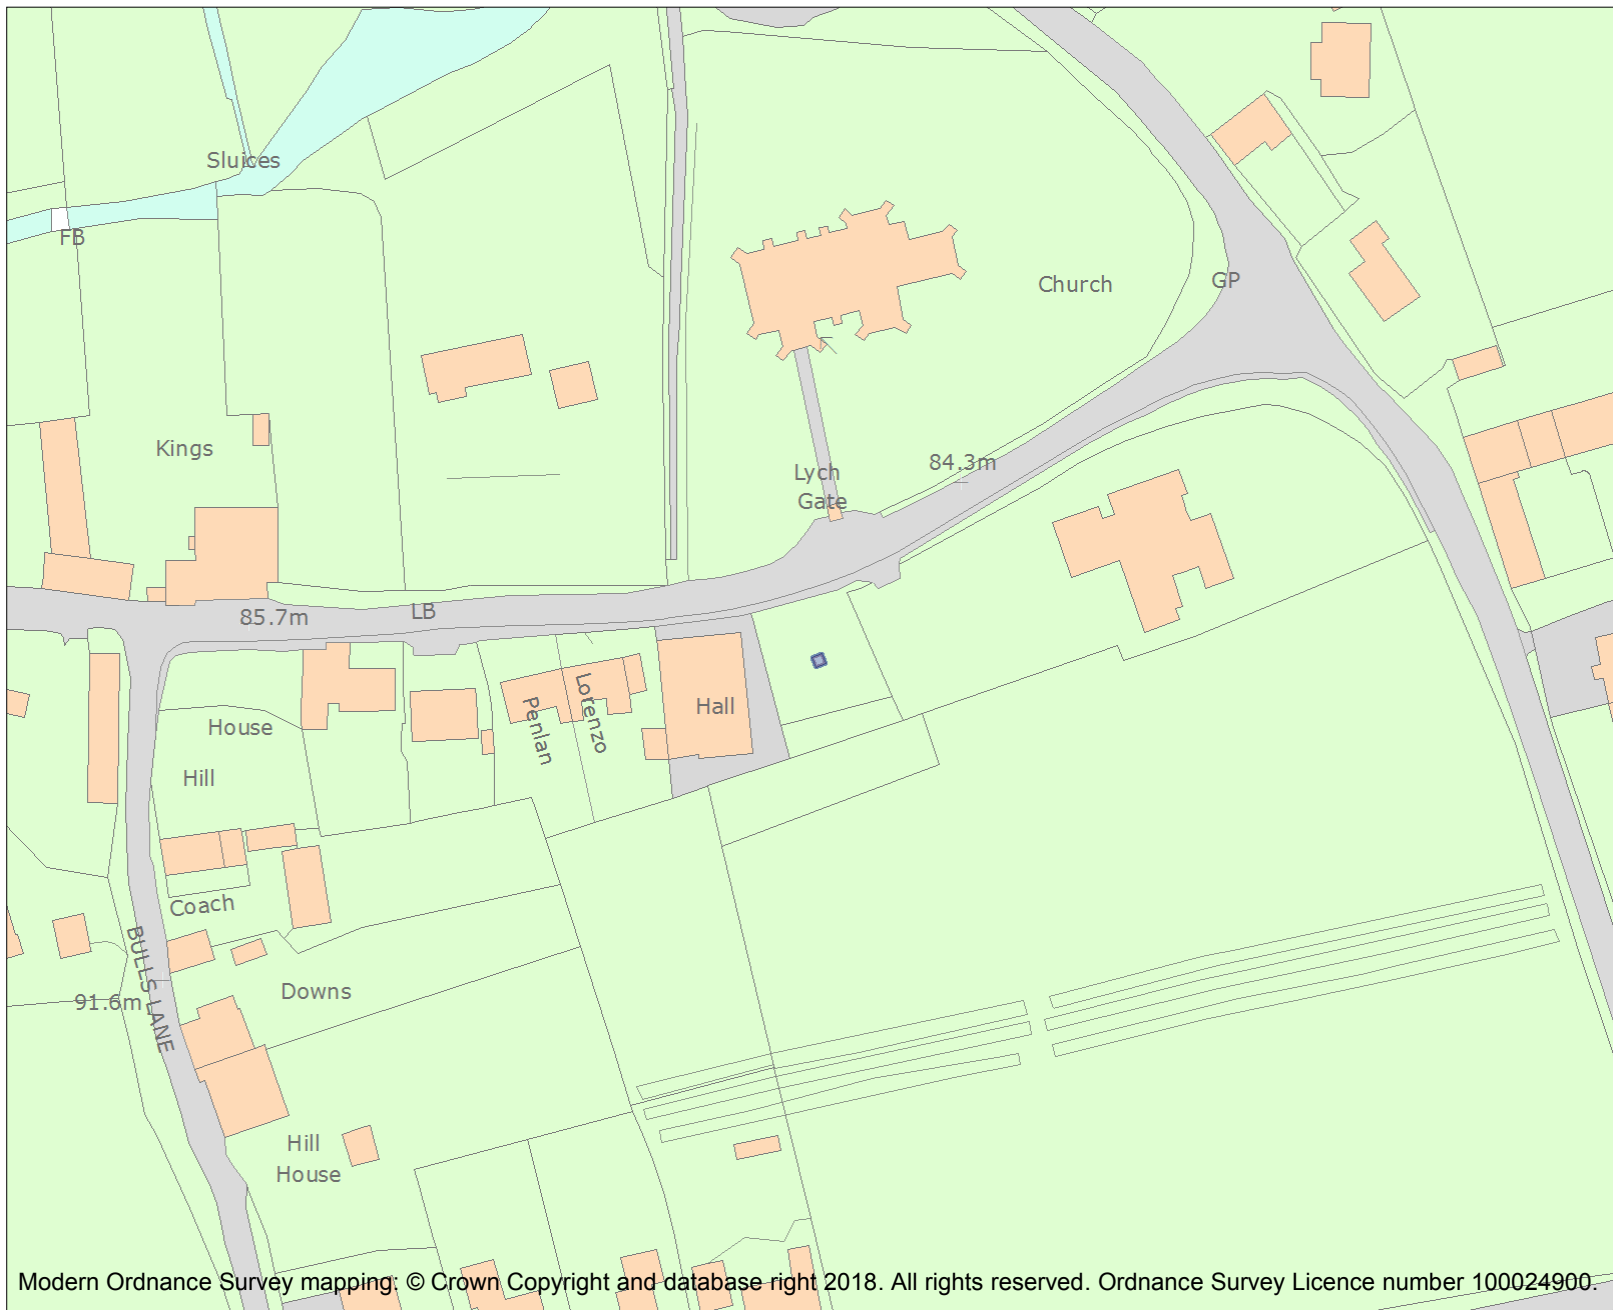 Sluices
FB
Church
GP
Kings
Lych
Gate
84.3m
85.7m
LB
Penlan
Lorenzo
Hall
House
Hill
Coach
BULLS LANE
91.6m
Downs
Hill
House
Modern Ordnance Survey mapping: © Crown Copyright and database right 2018. All rights reserved. Ordnance Survey Licence number 100024900.